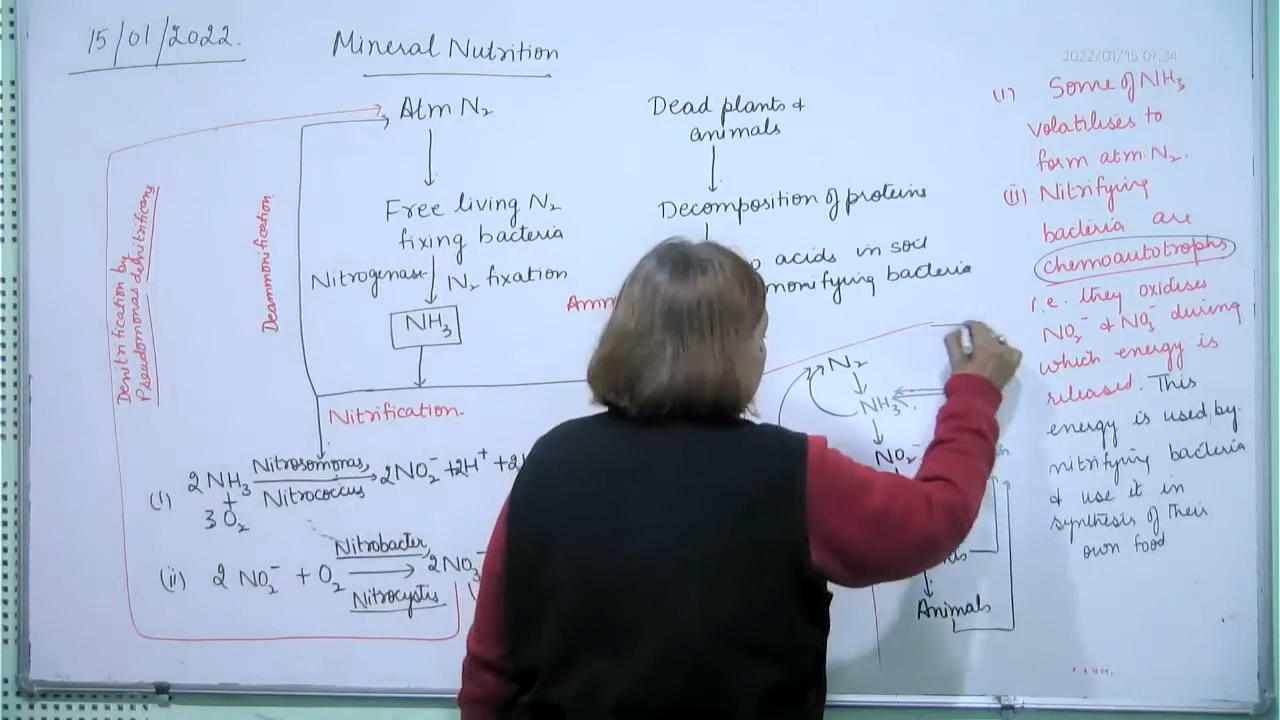 15/01/2022.
Mineral Nutrition
2022/01/15 07:34
Atm N₂
Free living N₂
fixing bacteria
Nitrogenase
N₂ fixation
NH₃
Deammonification
Denitrification by
Pseudomonas denitrificans
Nitrification
Dead plants &
animals
Decomposition of proteins
acids in soil
(i) 2NH₃ + 3O₂ Nitrosomonas, Nitrococcus 2NO₂⁻ + 2H⁺ +
(ii) 2NO₂⁻ + O₂ Nitrobacter, Nitrocystis 2NO₃⁻
N₂
NH₃
NO₂⁻
Animals
(i) Some of NH₃
volatilises to
form atm. N₂.
(ii) Nitrifying
bacteria are
chemoautotrophs
i.e. they oxidises
NO₂⁻ & NO₃⁻ during
which energy is
released. This
energy is used by
nitrifying bacteria
& use it in
synthesis of their
own food